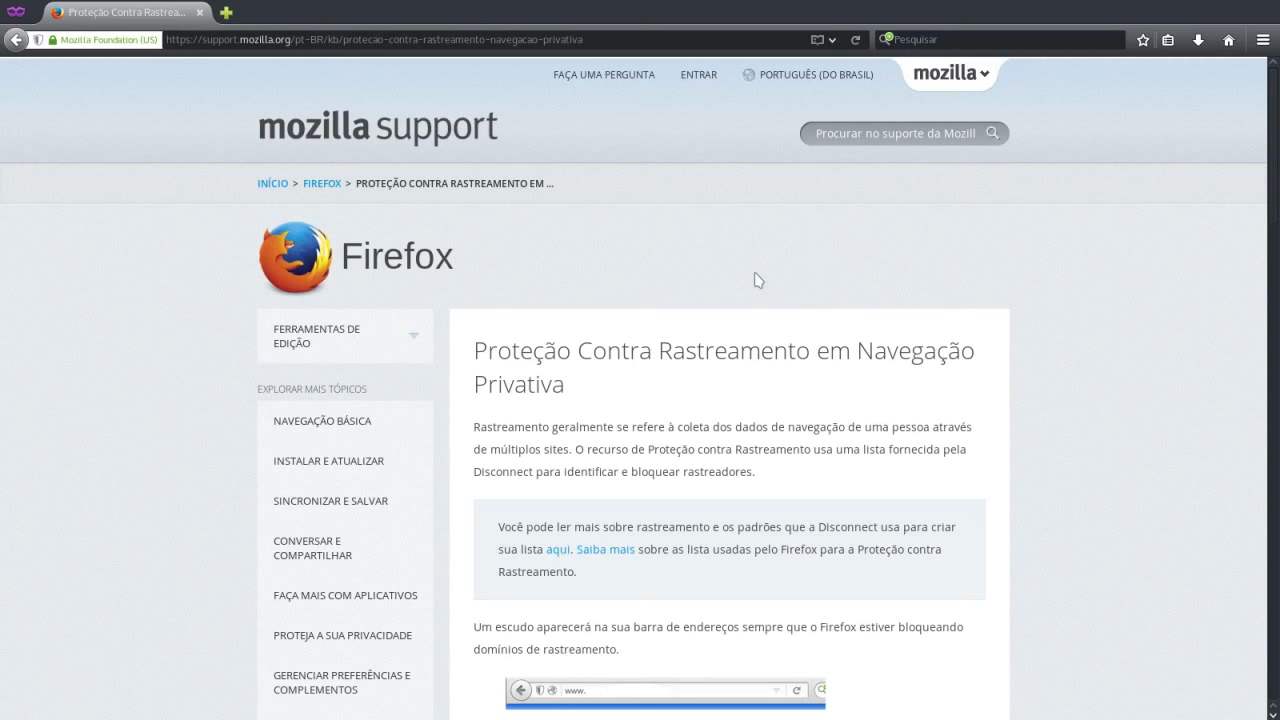 Proteção Contra Rastrea...
Mozilla Foundation (US)
https://support.mozilla.org/pt-BR/kb/protecao-contra-rastreamento-navegacao-privativa
Pesquisar
FAÇA UMA PERGUNTA
ENTRAR
PORTUGUÊS (DO BRASIL)
mozilla
mozilla support
Procurar no suporte da Mozill
INÍCIO > FIREFOX > PROTEÇÃO CONTRA RASTREAMENTO EM ...
Firefox
FERRAMENTAS DE
EDIÇÃO
EXPLORAR MAIS TÓPICOS
NAVEGAÇÃO BÁSICA
INSTALAR E ATUALIZAR
SINCRONIZAR E SALVAR
CONVERSAR E
COMPARTILHAR
FAÇA MAIS COM APLICATIVOS
PROTEJA A SUA PRIVACIDADE
GERENCIAR PREFERÊNCIAS E
COMPLEMENTOS
Proteção Contra Rastreamento em Navegação
Privativa
Rastreamento geralmente se refere à coleta dos dados de navegação de uma pessoa através
de múltiplos sites. O recurso de Proteção contra Rastreamento usa uma lista fornecida pela
Disconnect para identificar e bloquear rastreadores.
Você pode ler mais sobre rastreamento e os padrões que a Disconnect usa para criar
sua lista aqui. Saiba mais sobre as lista usadas pelo Firefox para a Proteção contra
Rastreamento.
Um escudo aparecerá na sua barra de endereços sempre que o Firefox estiver bloqueando
domínios de rastreamento.
www.